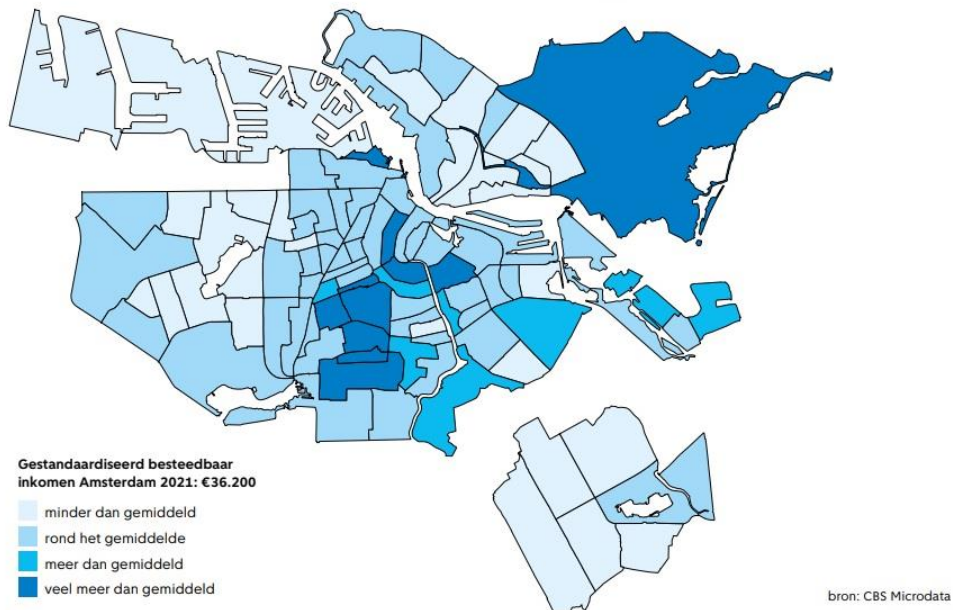 Gestandaardiseerd besteedbaar
inkomen Amsterdam 2021: €36.200
minder dan gemiddeld
rond het gemiddelde
meer dan gemiddeld
veel meer dan gemiddeld
bron: CBS Microdata